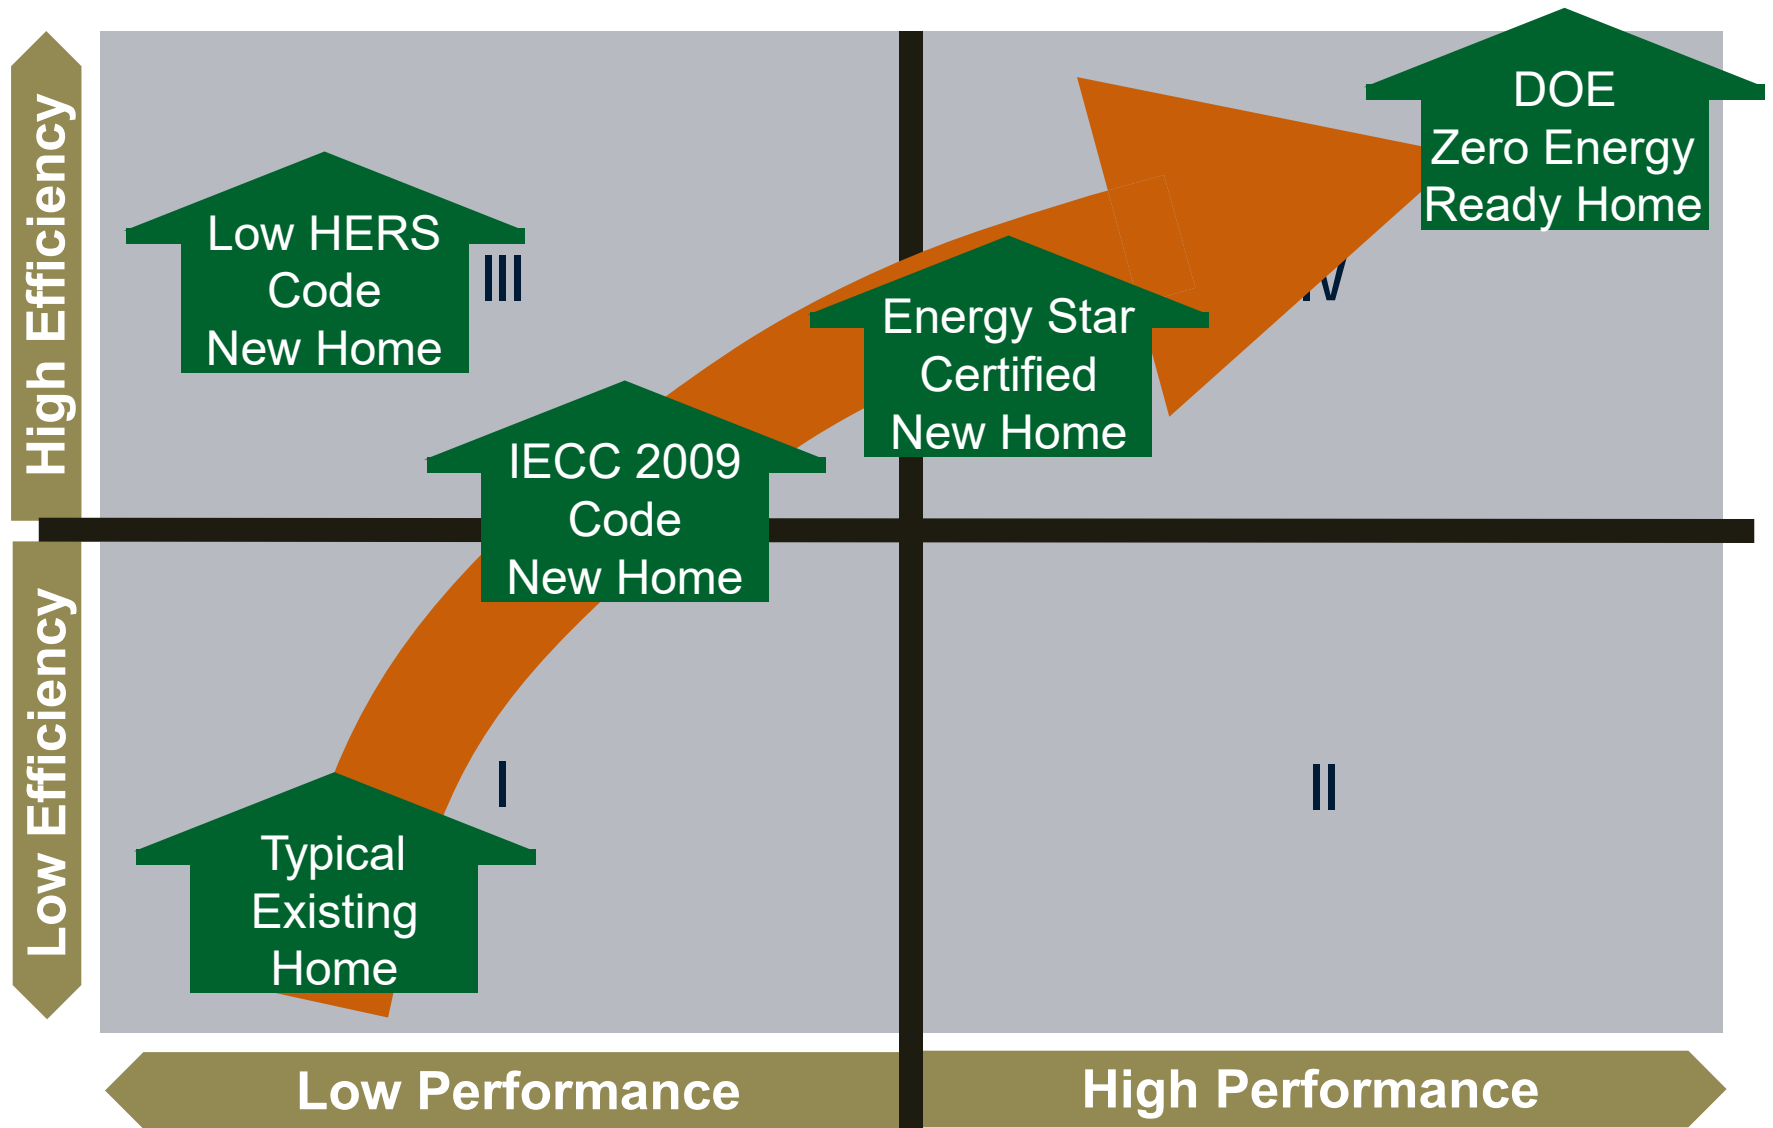 High Efficiency
Low Efficiency
Low HERS
Code
New Home
III
IECC 2009
Code
New Home
Energy Star
Certified
New Home
DOE
Zero Energy
Ready Home
IV
Typical
Existing
Home
I
II
Low Performance
High Performance